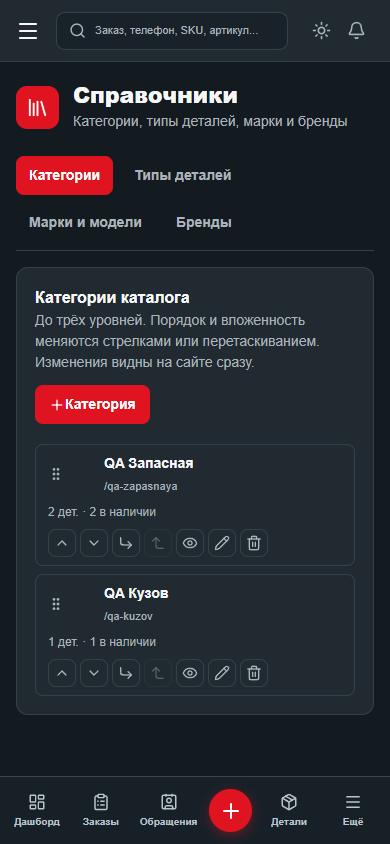 Заказ, телефон, SKU, артикул...
Справочники
Категории, типы деталей, марки и бренды
Категории
Типы деталей
Марки и модели
Бренды
Категории каталога
До трёх уровней. Порядок и вложенность
меняются стрелками или перетаскиванием.
Изменения видны на сайте сразу.
+Категория
QA Запасная
/qa-zapasnaya
2 дет. · 2 в наличии
QA Кузов
/qa-kuzov
1 дет. · 1 в наличии
Дашборд
Заказы
Обращения
Детали
Ещё